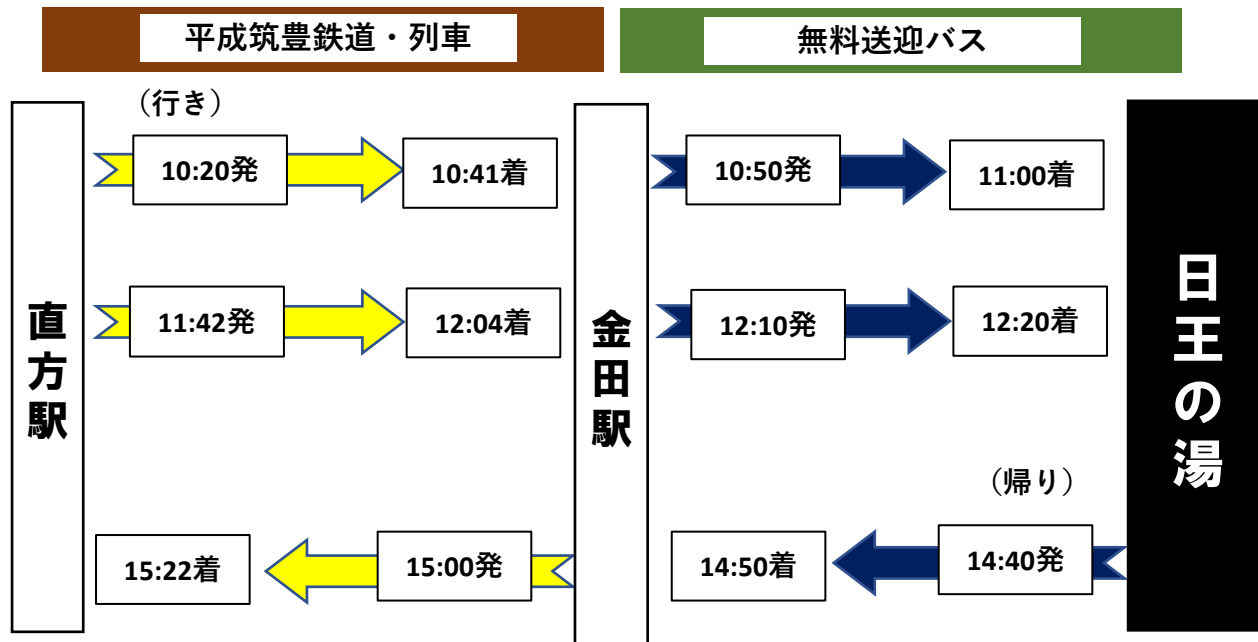 平成筑豊鉄道・列車
無料送迎バス
（行き）
10:20発
10:41着
10:50発
11:00着
11:42発
12:04着
12:10発
12:20着
直方駅
金田駅
日王の湯
（帰り）
15:22着
15:00発
14:50着
14:40発